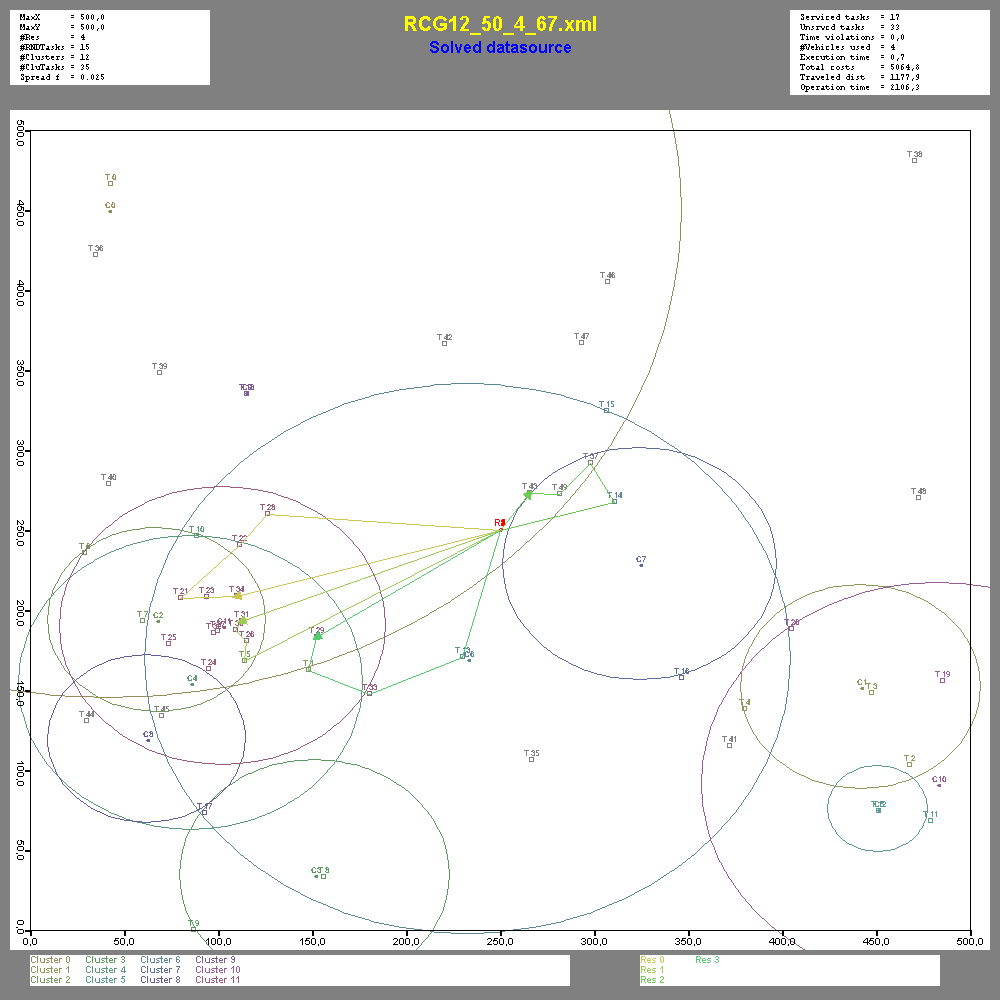 MaxX = 500,0
MaxY = 500,0
#Res = 4
#RNDTasks = 15
#Clusters = 12
#CluTasks = 35
Spread f = 0.025
RCG12_50_4_67.xml
Solved datasource
Serviced tasks = 17
Unsrvcd tasks = 33
Time violations = 0,0
#Vehicles used = 4
Execution time = 0,7
Total costs = 5064,8
Traveled dist = 1177,9
Operation time = 2106,3
500,0
T 38
T 0
C0
450,0
T 36
T 46
400,0
T 42
T 47
350,0
T 39
T 15
300,0
T 37
T 40
T 43
T 49
T 14
T 48
T 28
250,0
T 10
T 22
T 6
C7
T 21
T 23
T 34
200,0
T 7
C2
T 31
T 29
T 26
T 20
T 25
T 5
T 13
C6
T 24
T 1
T 16
T 19
C4
T 33
C1
T 3
150,0
T 44
T 45
T 4
C8
T 41
T 35
T 2
100,0
C10
T 17
T 11
50,0
C3
T 8
T 9
0,0
0,0 50,0 100,0 150,0 200,0 250,0 300,0 350,0 400,0 450,0 500,0
Cluster 0 Cluster 3 Cluster 6 Cluster 9
Cluster 1 Cluster 4 Cluster 7 Cluster 10
Cluster 2 Cluster 5 Cluster 8 Cluster 11
Res 0 Res 3
Res 1
Res 2